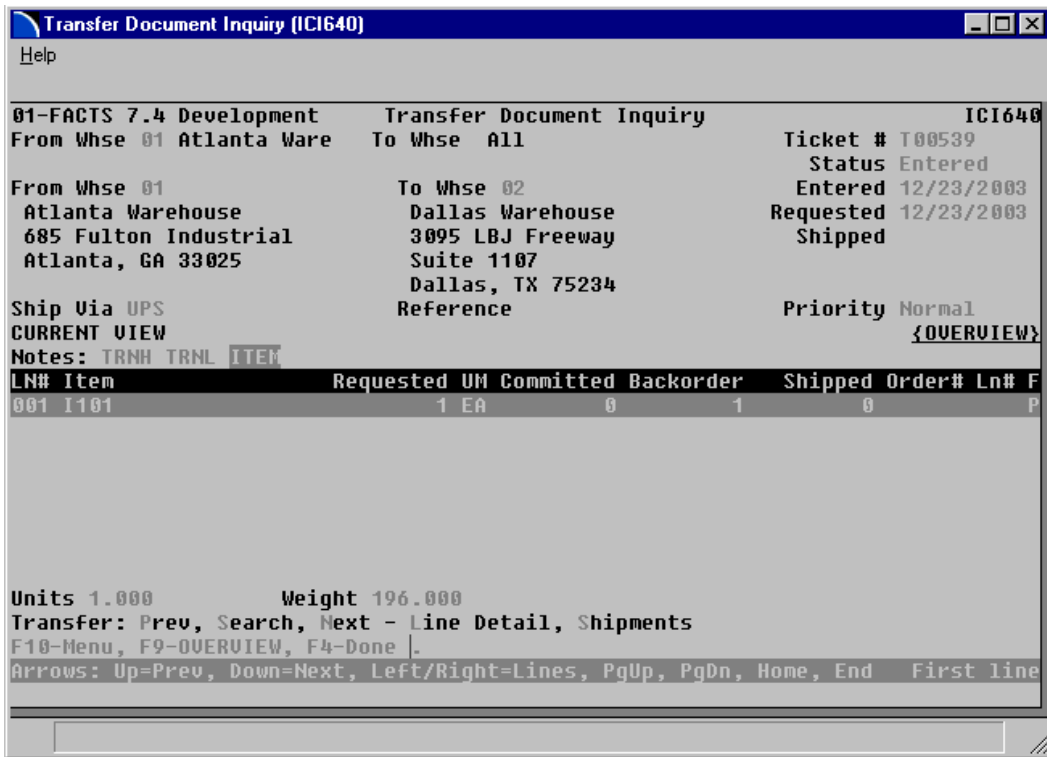 Transfer Document Inquiry (ICI640)
Help
01-FACTS 7.4 Development Transfer Document Inquiry ICI640
From Whse 01 Atlanta Ware To Whse All Ticket # T00539
Status Entered
From Whse 01 To Whse 02 Entered 12/23/2003
Atlanta Warehouse Dallas Warehouse Requested 12/23/2003
685 Fulton Industrial 3095 LBJ Freeway Shipped
Atlanta, GA 33025 Suite 1107
Dallas, TX 75234
Ship Via UPS Reference Priority Normal
CURRENT VIEW {OVERVIEW}
Notes: TRNH TRNL ITEM
LN# Item Requested UM Committed Backorder Shipped Order# Ln# F
001 I101 1 EA 0 1 0 P
Units 1.000 Weight 196.000
Transfer: Prev, Search, Next - Line Detail, Shipments
F10-Menu, F9-OVERVIEW, F4-Done .
Arrows: Up=Prev, Down=Next, Left/Right=Lines, PgUp, PgDn, Home, End First line